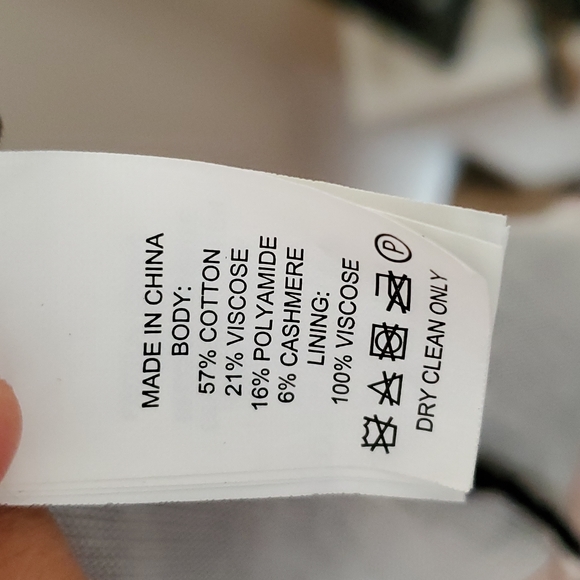 MADE IN CHINA
BODY:
57% COTTON
21% VISCOSE
16% POLYAMIDE
6% CASHMERE
LINING:
100% VISCOSE
P
DRY CLEAN ONLY